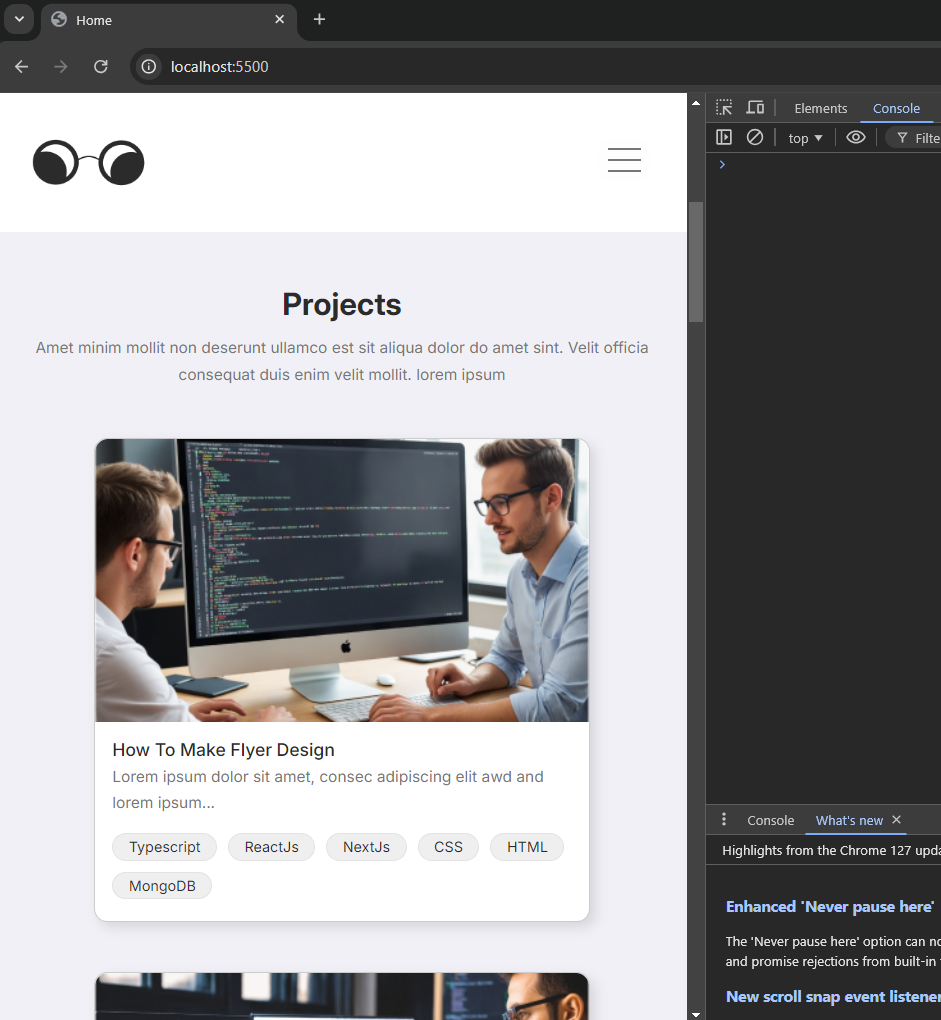 Home
localhost:5500
Elements
Console
top
Filte
Projects
Amet minim mollit non deserunt ullamco est sit aliqua dolor do amet sint. Velit officia
consequat duis enim velit mollit. lorem ipsum
How To Make Flyer Design
Lorem ipsum dolor sit amet, consec adipiscing elit awd and
lorem ipsum...
Typescript
ReactJs
NextJs
CSS
HTML
MongoDB
Console
What's new
Highlights from the Chrome 127 upda
Enhanced 'Never pause here'
The 'Never pause here' option can no
and promise rejections from built-in
New scroll snap event listener